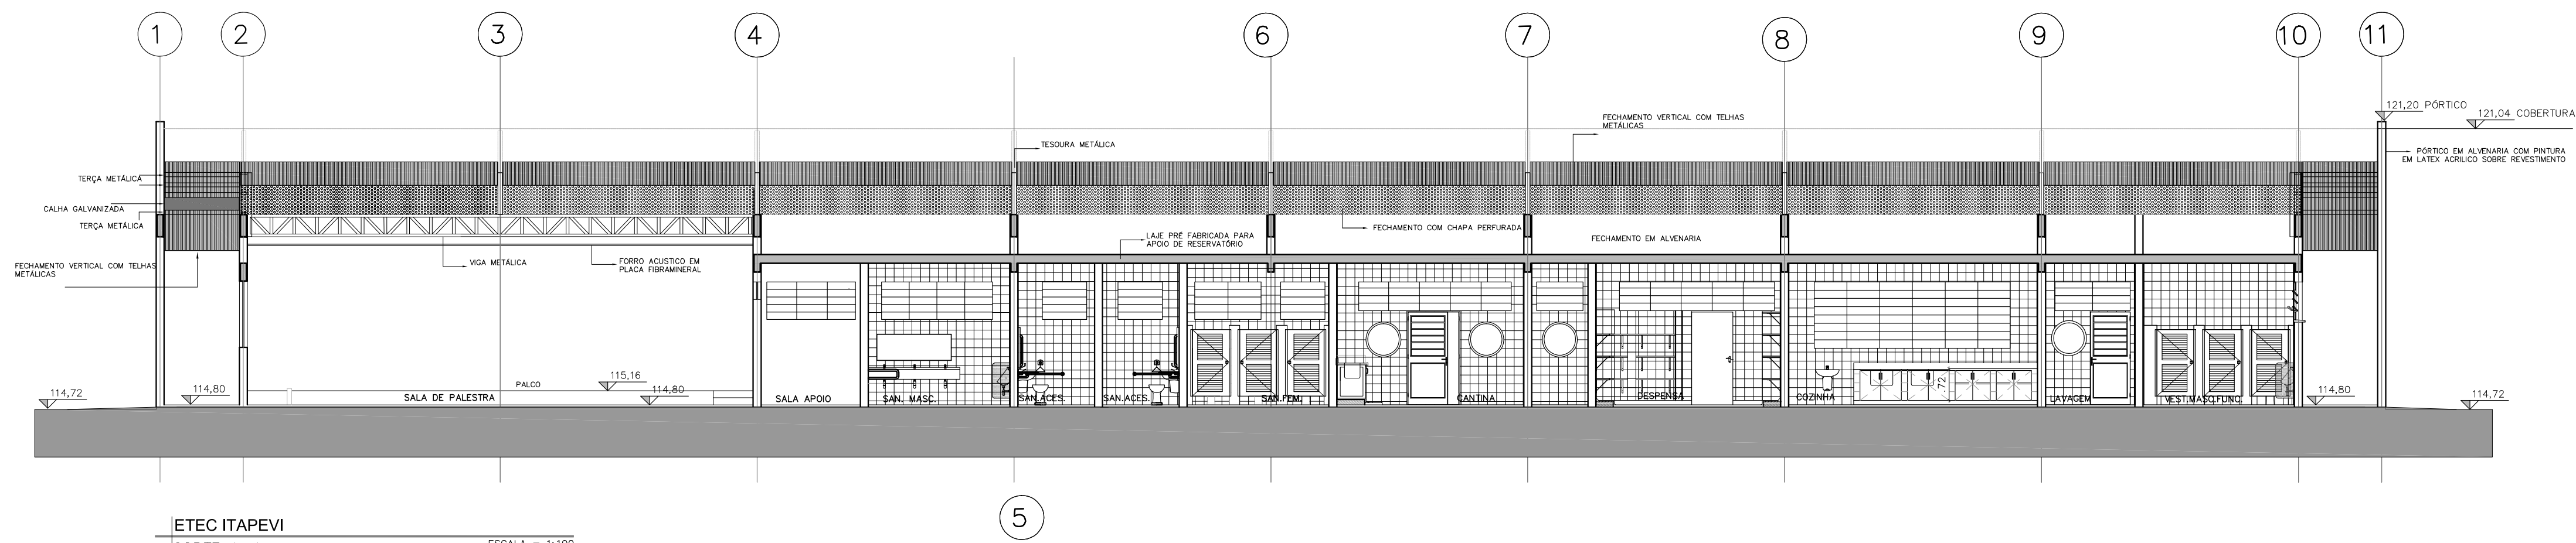 1
2
3
4
6
7
8
9
10
11
121,20 PÓRTICO
121,04 COBERTURA
FECHAMENTO VERTICAL COM TELHAS
METÁLICAS
TESOURA METÁLICA
PÓRTICO EM ALVENARIA COM PINTURA
EM LATEX ACRILICO SOBRE REVESTIMENTO
TERÇA METÁLICA
CALHA GALVANIZADA
TERÇA METÁLICA
FECHAMENTO COM CHAPA PERFURADA
LAJE PRÉ FABRICADA PARA
APOIO DE RESERVATÓRIO
FECHAMENTO EM ALVENARIA
VIGA METÁLICA
FORRO ACUSTICO EM
PLACA FIBRAMINERAL
FECHAMENTO VERTICAL COM TELHAS
METÁLICAS
114,72
114,80
PALCO
115,16
114,80
SALA DE PALESTRA
SALA APOIO
SAN. MASC.
SAN.ACES.
SAN.ACES.
SAN.FEM.
CANTINA
DESPENSA
COZINHA
.72
LAVAGEM
VEST.MASC.FUNC.
114,80
114,72
5
ETEC ITAPEVI
ESCALA = 1:100